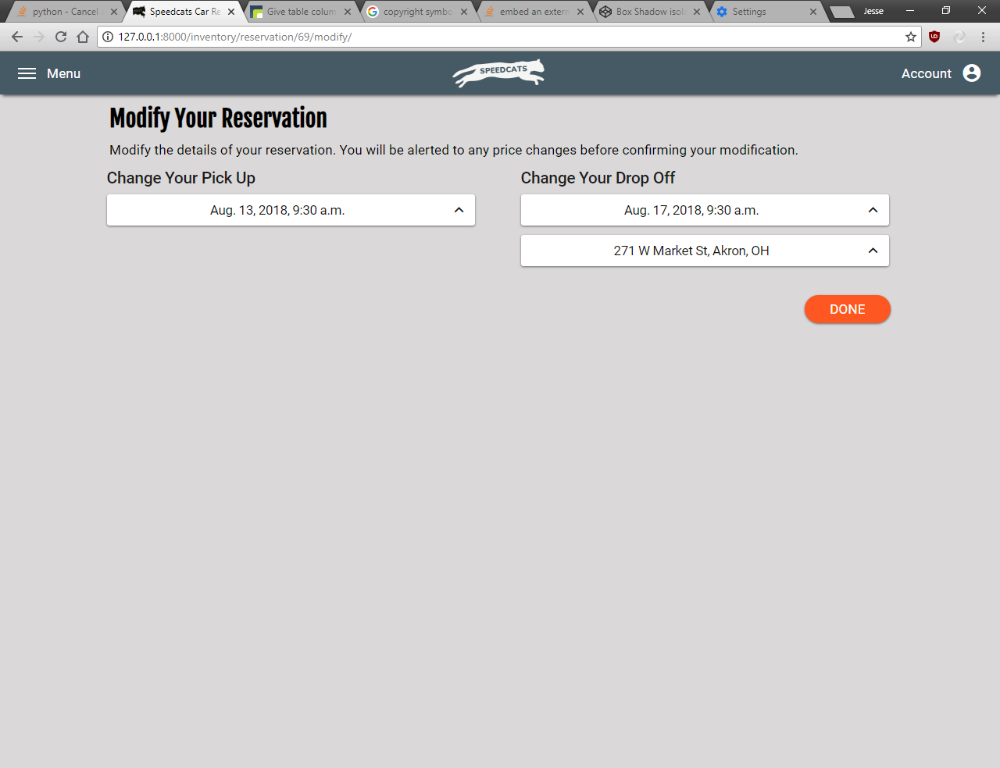 python - Cancel
Speedcats Car Re
Give table colum
copyright symbo
embed an extern
Box Shadow isol
Settings
Jesse
127.0.0.1:8000/inventory/reservation/69/modify/
Menu
SPEEDCATS
Account
Modify Your Reservation
Modify the details of your reservation. You will be alerted to any price changes before confirming your modification.
Change Your Pick Up
Change Your Drop Off
Aug. 13, 2018, 9:30 a.m.
Aug. 17, 2018, 9:30 a.m.
271 W Market St, Akron, OH
DONE